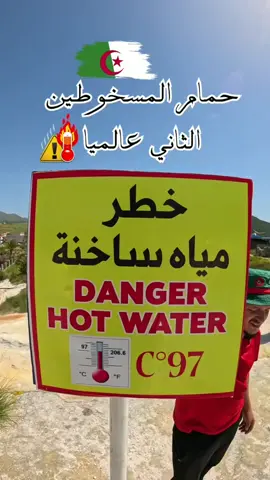 حمام المسخوطين
الثاني عالميا
خطر
مياه ساخنة
DANGER
HOT WATER
97 206.6
°C °F
C°97